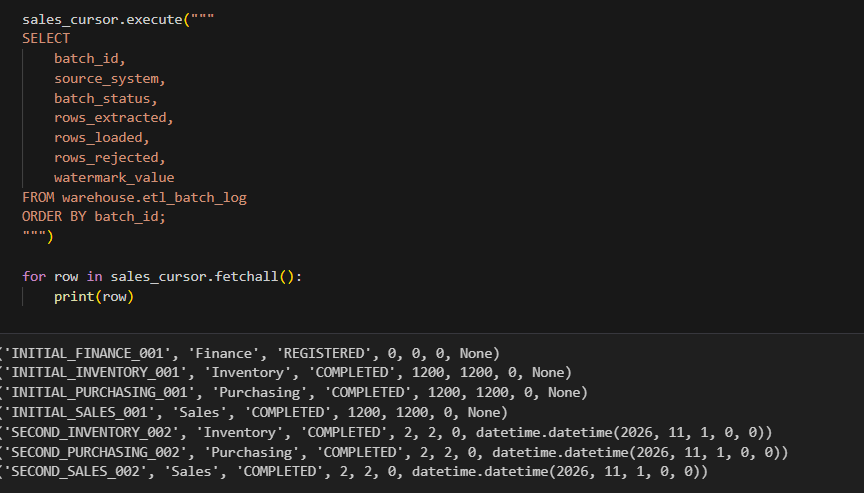 sales_cursor.execute("""
SELECT
    batch_id,
    source_system,
    batch_status,
    rows_extracted,
    rows_loaded,
    rows_rejected,
    watermark_value
FROM warehouse.etl_batch_log
ORDER BY batch_id;
""")

for row in sales_cursor.fetchall():
    print(row)

('INITIAL_FINANCE_001', 'Finance', 'REGISTERED', 0, 0, 0, None)
('INITIAL_INVENTORY_001', 'Inventory', 'COMPLETED', 1200, 1200, 0, None)
('INITIAL_PURCHASING_001', 'Purchasing', 'COMPLETED', 1200, 1200, 0, None)
('INITIAL_SALES_001', 'Sales', 'COMPLETED', 1200, 1200, 0, None)
('SECOND_INVENTORY_002', 'Inventory', 'COMPLETED', 2, 2, 0, datetime.datetime(2026, 11, 1, 0, 0))
('SECOND_PURCHASING_002', 'Purchasing', 'COMPLETED', 2, 2, 0, datetime.datetime(2026, 11, 1, 0, 0))
('SECOND_SALES_002', 'Sales', 'COMPLETED', 2, 2, 0, datetime.datetime(2026, 11, 1, 0, 0))